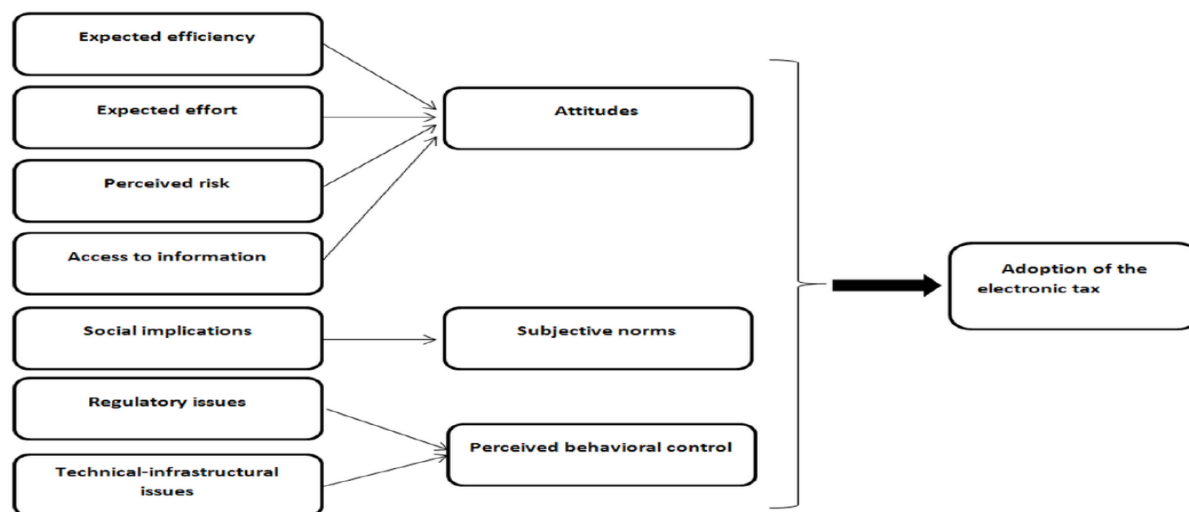 Expected efficiency
Expected effort
Perceived risk
Access to information
Social implications
Regulatory issues
Technical-infrastructural
issues
Attitudes
Subjective norms
Perceived behavioral control
Adoption of the
electronic tax